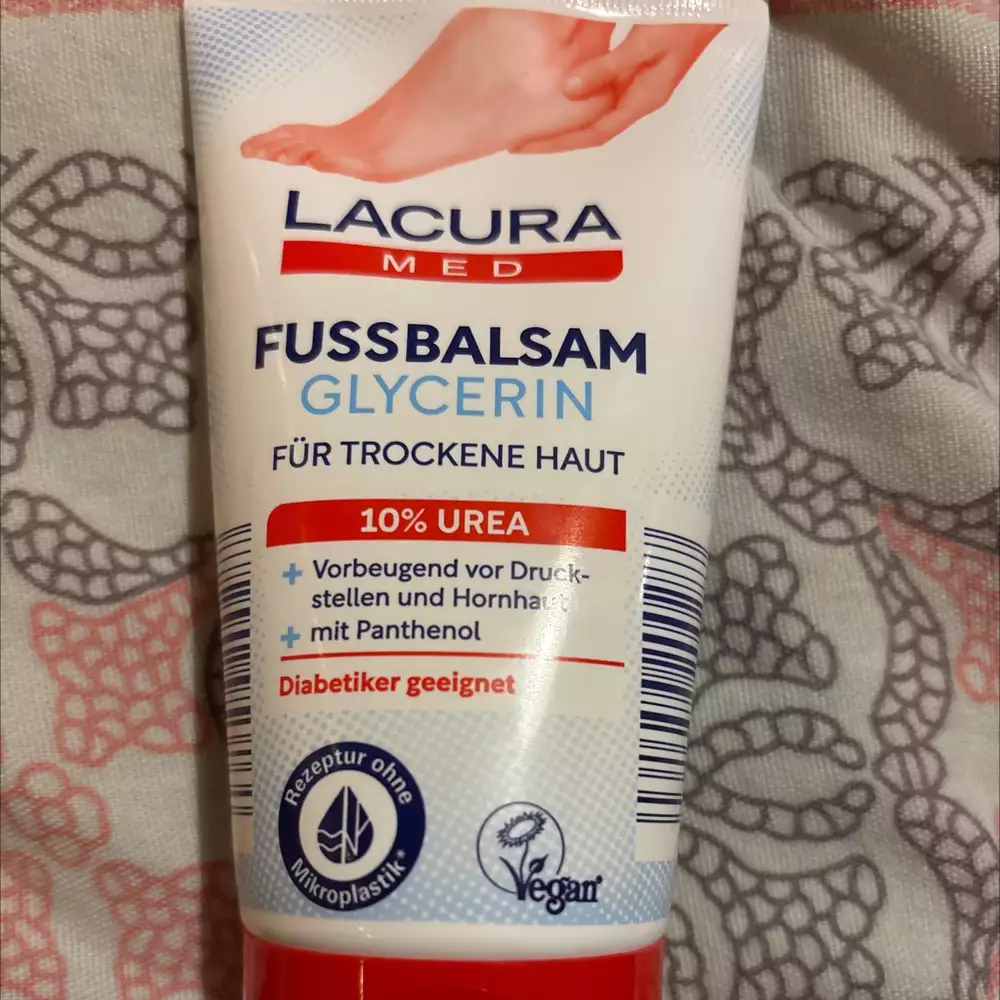 LACURA
MED
FUSSBALSAM
GLYCERIN
FÜR TROCKENE HAUT
10% UREA
+ Vorbeugend vor Druck-
stellen und Hornhaut
+ mit Panthenol
Diabetiker geeignet
Rezeptur ohne
Mikroplastik*
Vegan